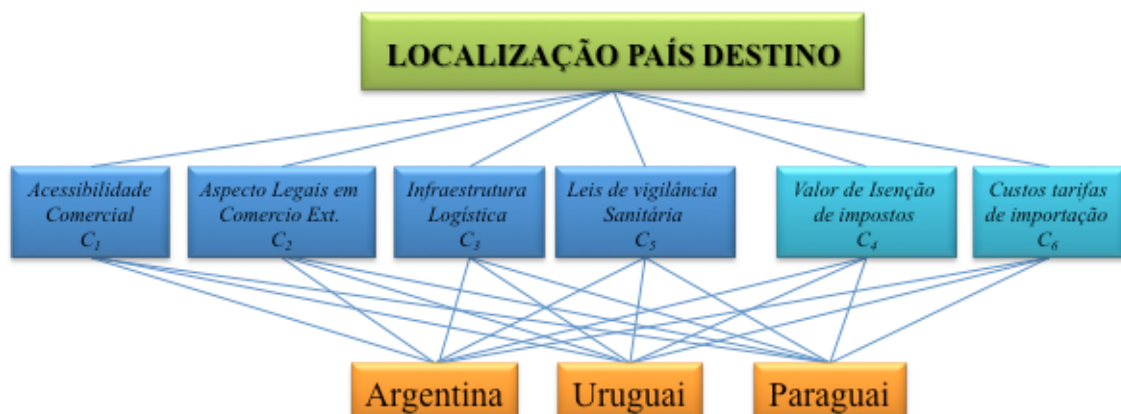 LOCALIZAÇÃO PAÍS DESTINO
Acessibilidade
Comercial
C1
Aspecto Legais em
Comercio Ext.
C2
Infraestrutura
Logística
C3
Leis de vigilância
Sanitária
C5
Valor de Isenção
de impostos
C4
Custos tarifas
de importação
C6
Argentina
Uruguai
Paraguai